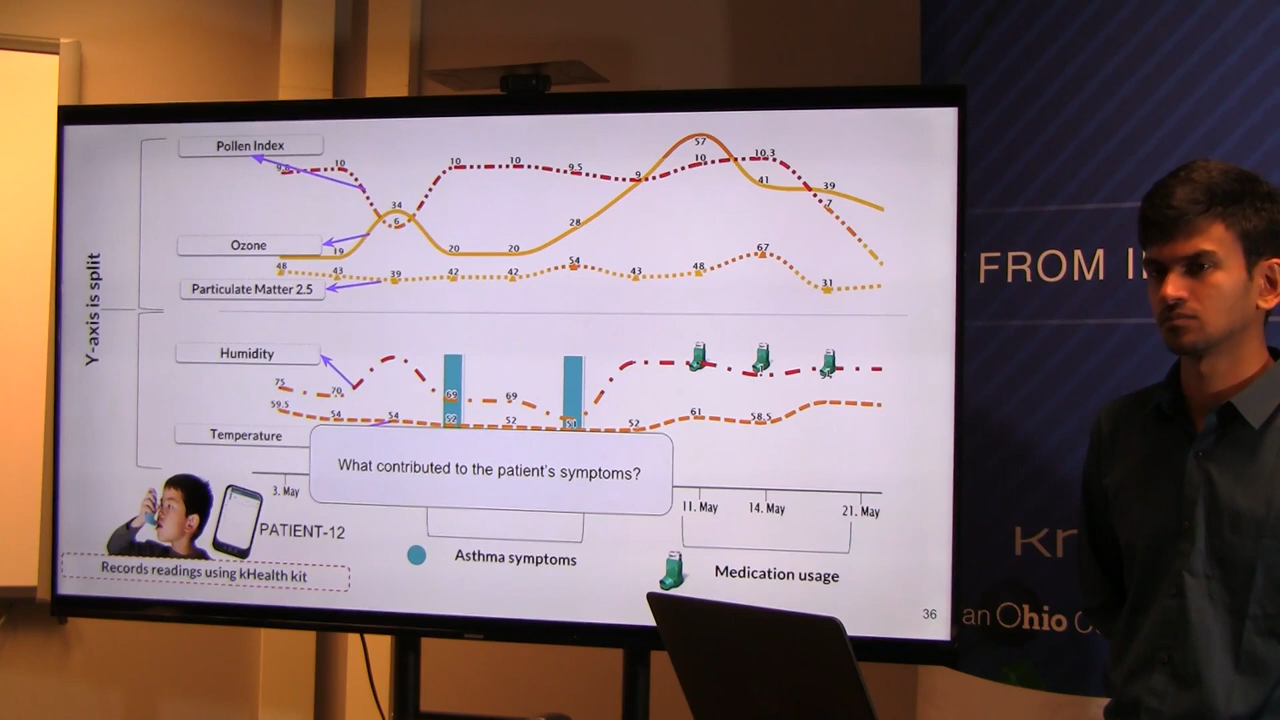 Pollen Index
9.6 10 6 10 10 9.5 9 10 10.3 7
Ozone
19 34 20 20 28 57 41 39
48 43 39 42 42 54 43 48 67 31
Particulate Matter 2.5
Y-axis is split
Humidity
75 70 69 69
59.5 54 54 52 52 51 52 61 58.5
Temperature
What contributed to the patient's symptoms?
3. May 11. May 14. May 21. May
PATIENT-12
Asthma symptoms
Medication usage
Records readings using kHealth kit
36
FROM
an Ohio